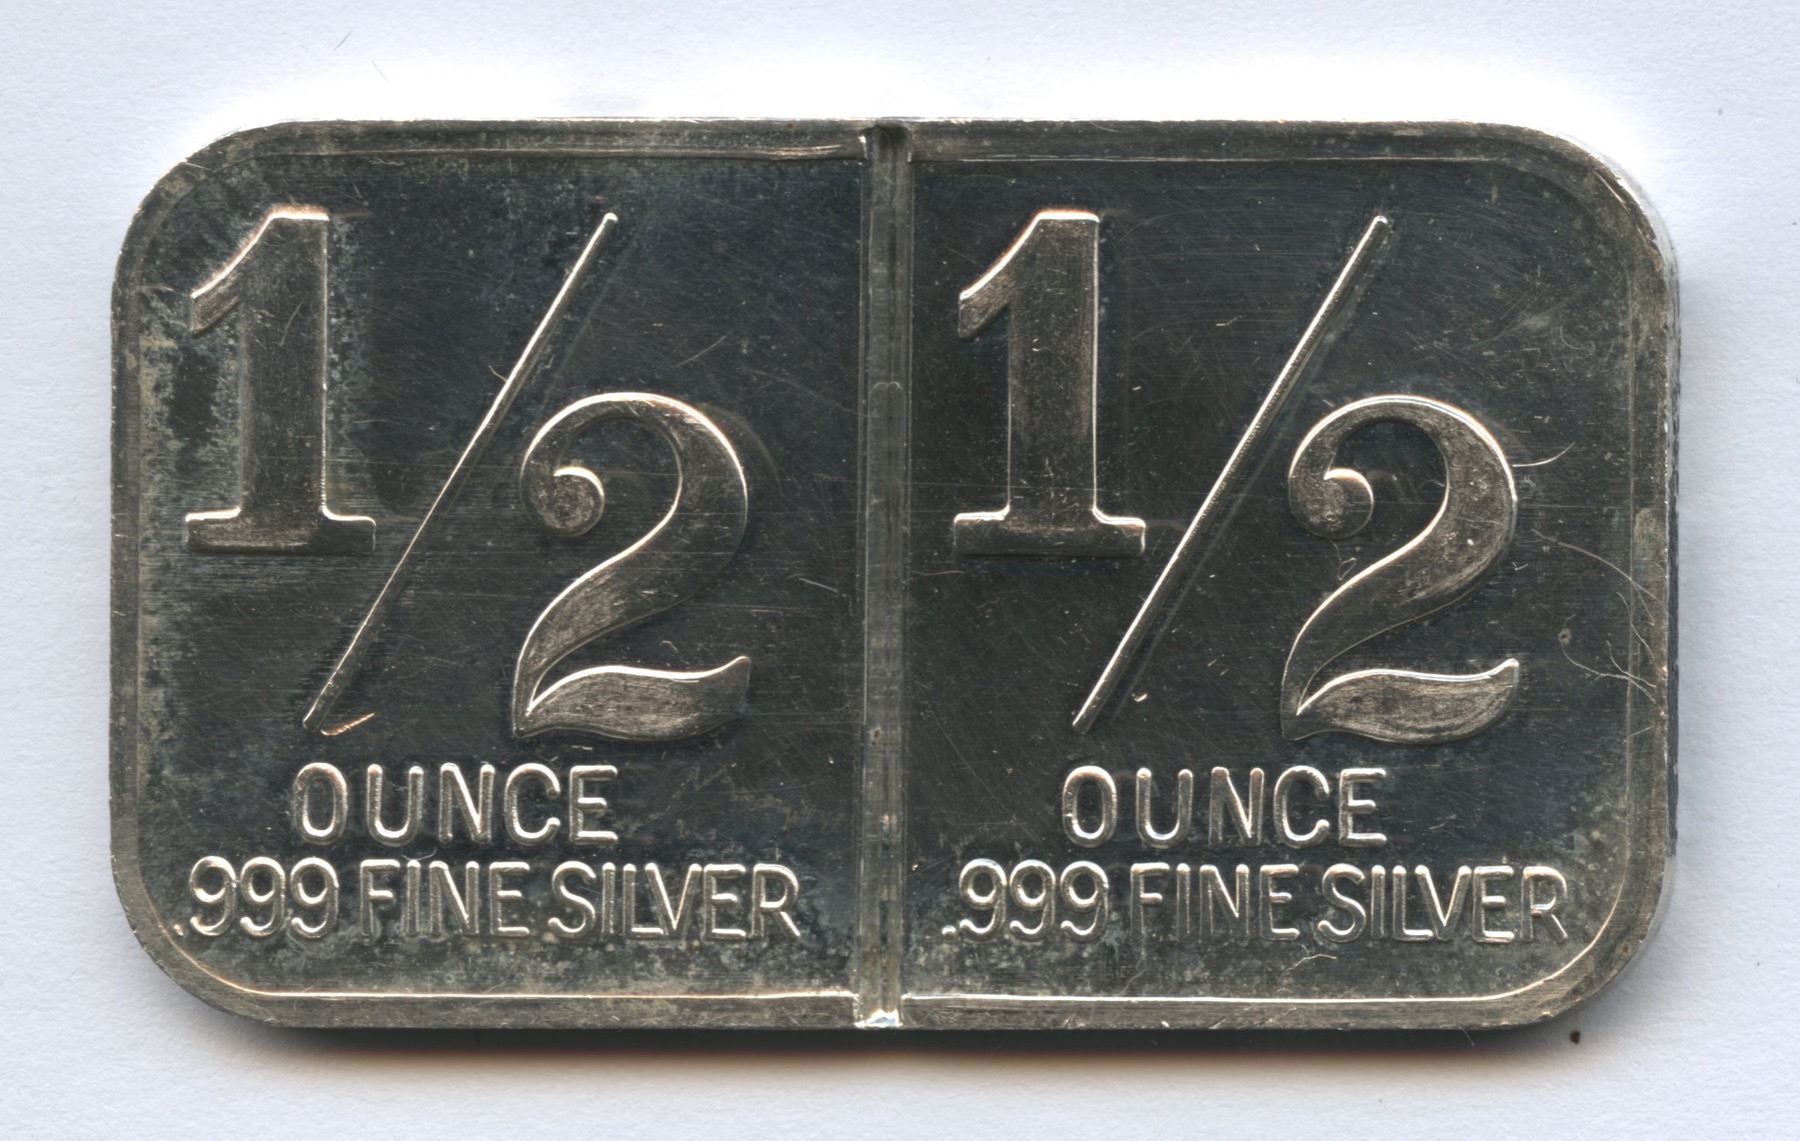 1/2
OUNCE
.999 FINE SILVER
1/2
OUNCE
.999 FINE SILVER